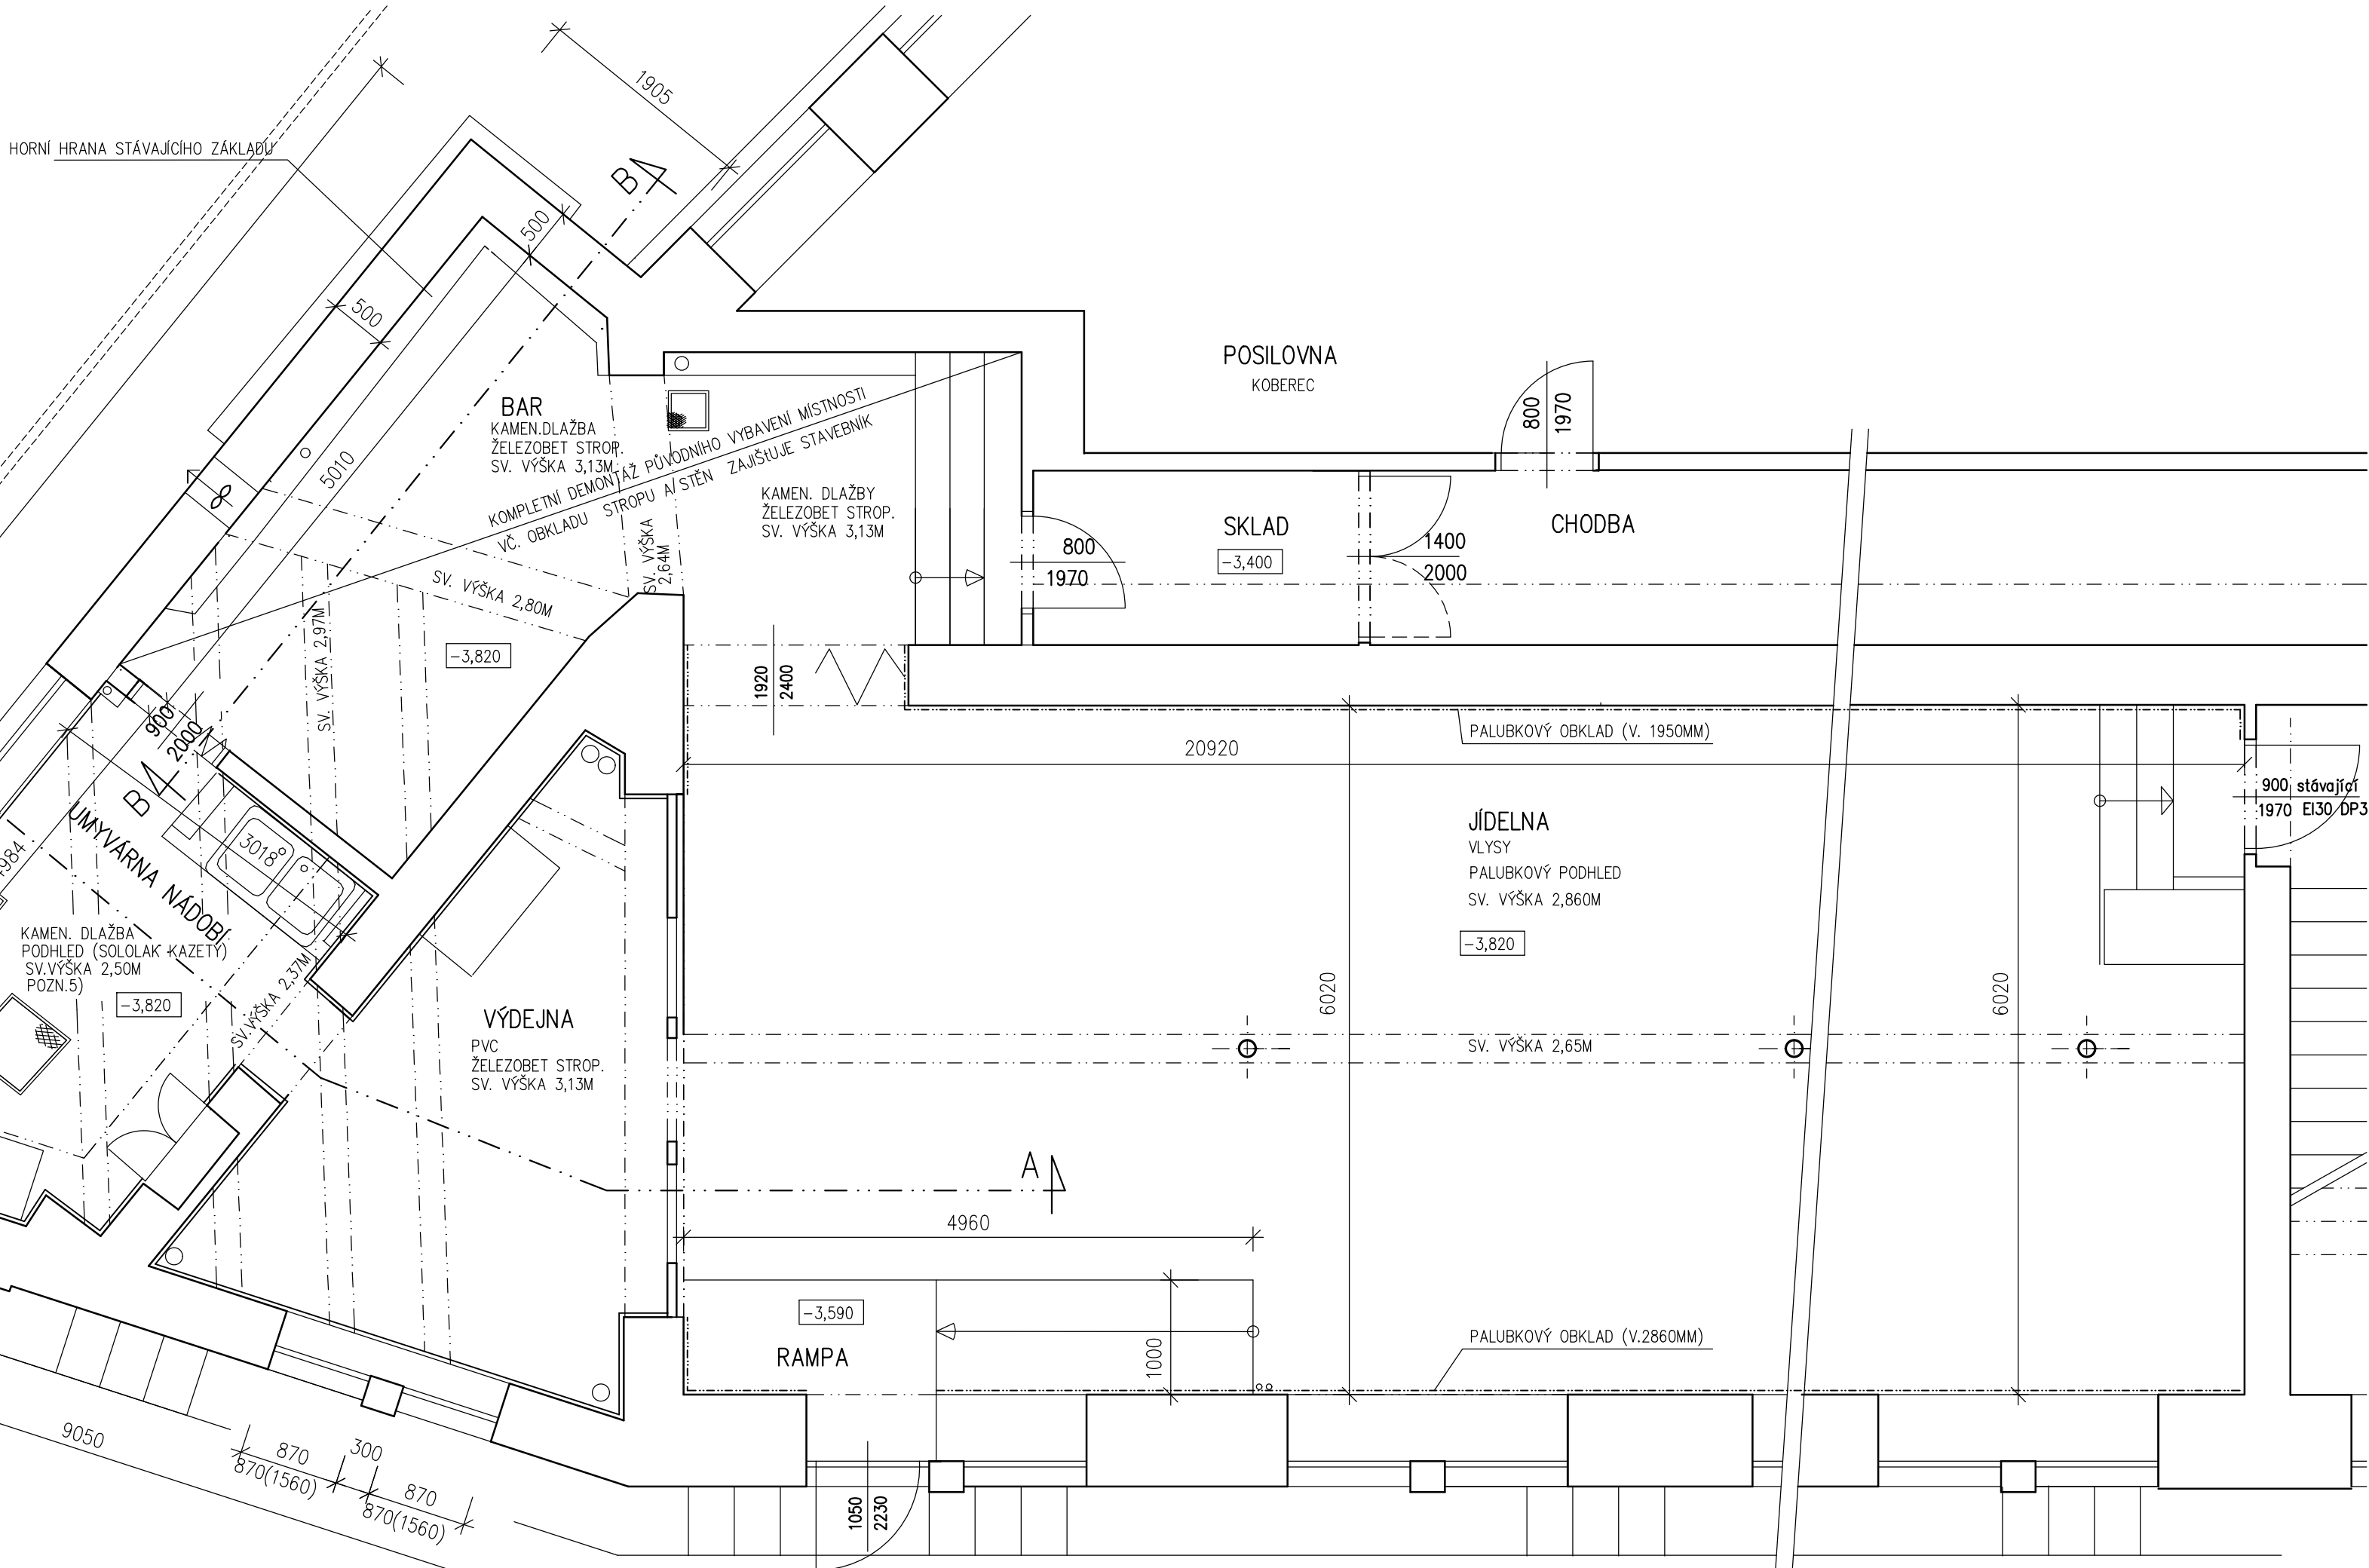 HORNÍ HRANA STÁVAJÍCÍHO ZÁKLADU
1905
B
500
500
5010
BAR
KAMEN.DLAŽBA
ŽELEZOBET STROP.
SV. VÝŠKA 3,13M
KOMPLETNÍ DEMONTÁŽ PŮVODNÍHO VYBAVENÍ MÍSTNOSTI
VČ. OBKLADU STROPU A STĚN ZAJIŠŤUJE STAVEBNÍK
KAMEN. DLAŽBY
ŽELEZOBET STROP.
SV. VÝŠKA 3,13M
SV. VÝŠKA
2,64M
SV. VÝŠKA 2,80M
SV. VÝŠKA 2,97M
-3,820
POSILOVNA
KOBEREC
800
1970
SKLAD
-3,400
800
1970
1400
2000
CHODBA
1920
2400
PALUBKOVÝ OBKLAD (V. 1950MM)
20920
900 stávající
1970 EI30 DP3
JÍDELNA
VLYSY
PALUBKOVÝ PODHLED
SV. VÝŠKA 2,860M
-3,820
6020
6020
SV. VÝŠKA 2,65M
900
2000
B
UMYVÁRNA NÁDOBÍ
3018
KAMEN. DLAŽBA
PODHLED (SOLOLAK KAZETY)
SV.VÝŠKA 2,50M
POZN.5)
-3,820
SV.VÝŠKA 2,37M
VÝDEJNA
PVC
ŽELEZOBET STROP.
SV. VÝŠKA 3,13M
A
4960
-3,590
RAMPA
1000
PALUBKOVÝ OBKLAD (V.2860MM)
1050
2230
9050
870
870(1560)
300
870
870(1560)